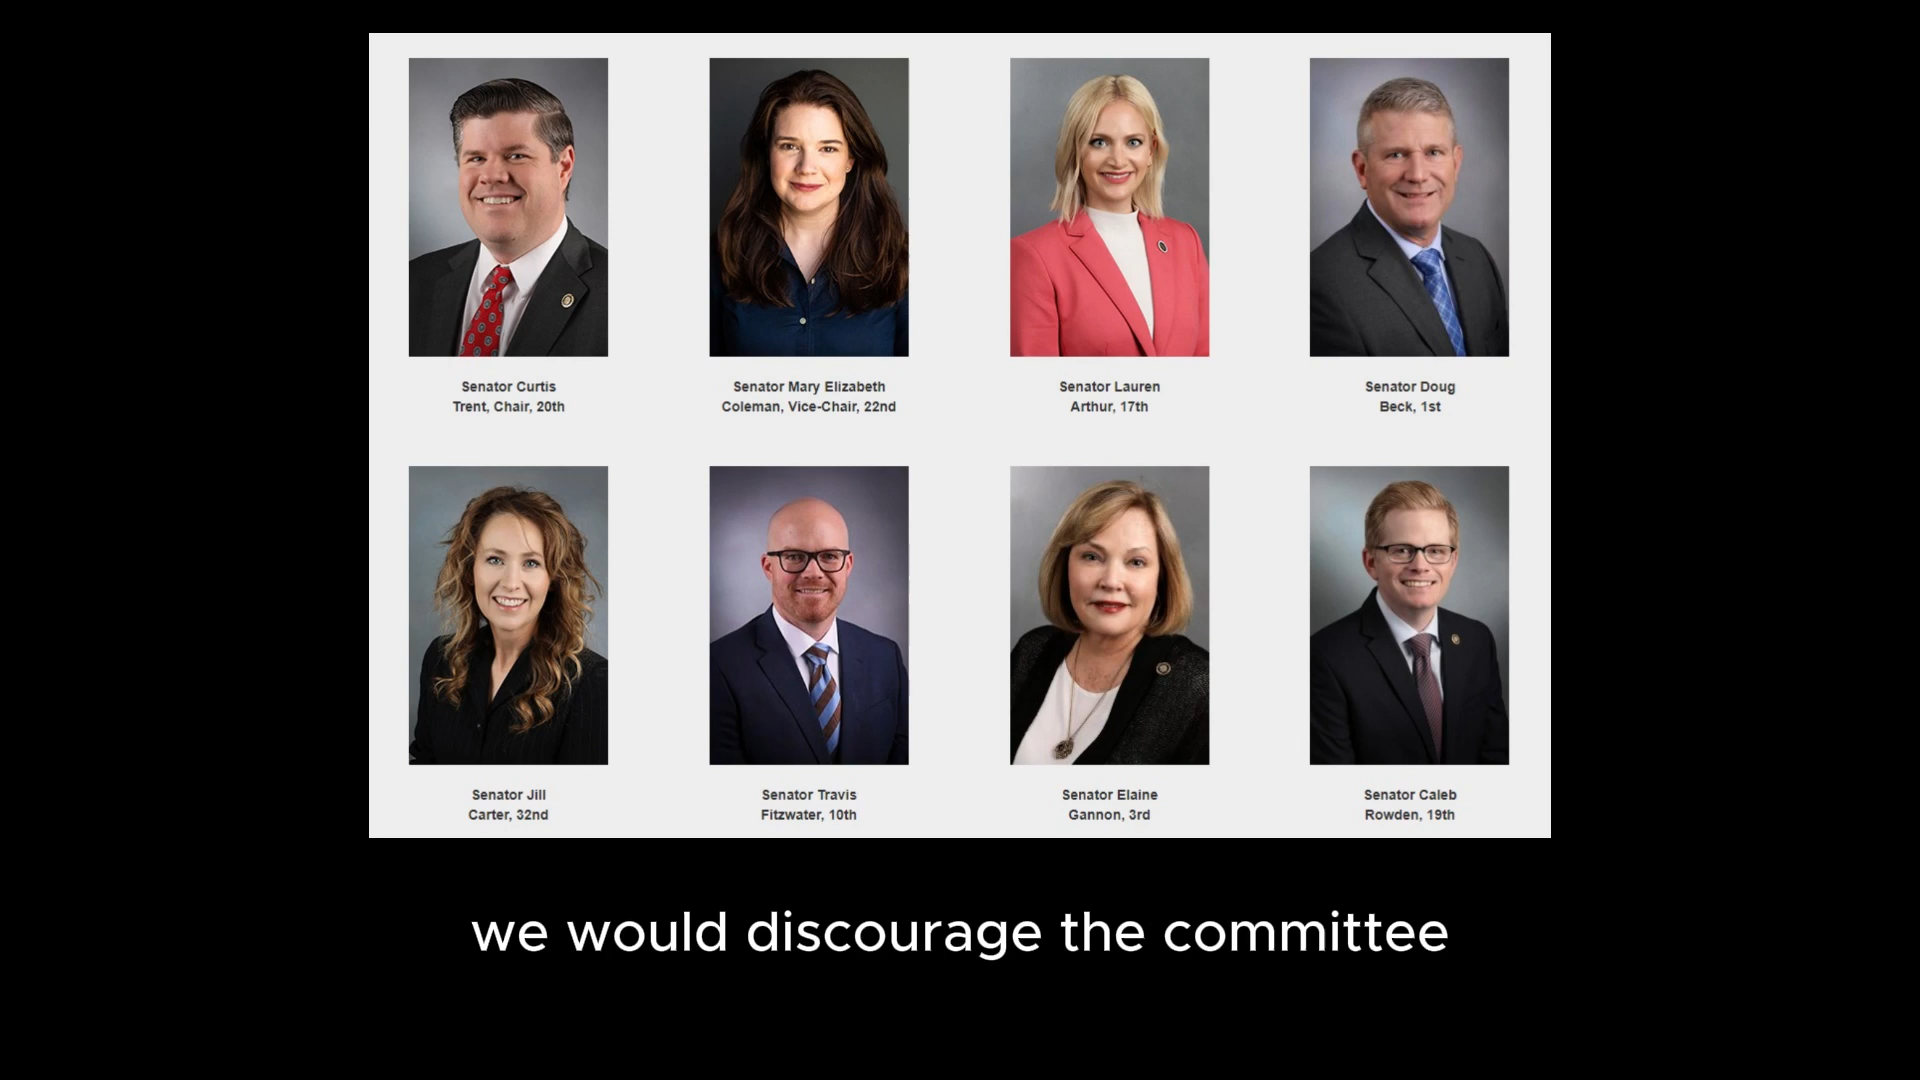 Senator Curtis
Trent, Chair, 20th
Senator Mary Elizabeth
Coleman, Vice-Chair, 22nd
Senator Lauren
Arthur, 17th
Senator Doug
Beck, 1st
Senator Jill
Carter, 32nd
Senator Travis
Fitzwater, 10th
Senator Elaine
Gannon, 3rd
Senator Caleb
Rowden, 19th
we would discourage the committee